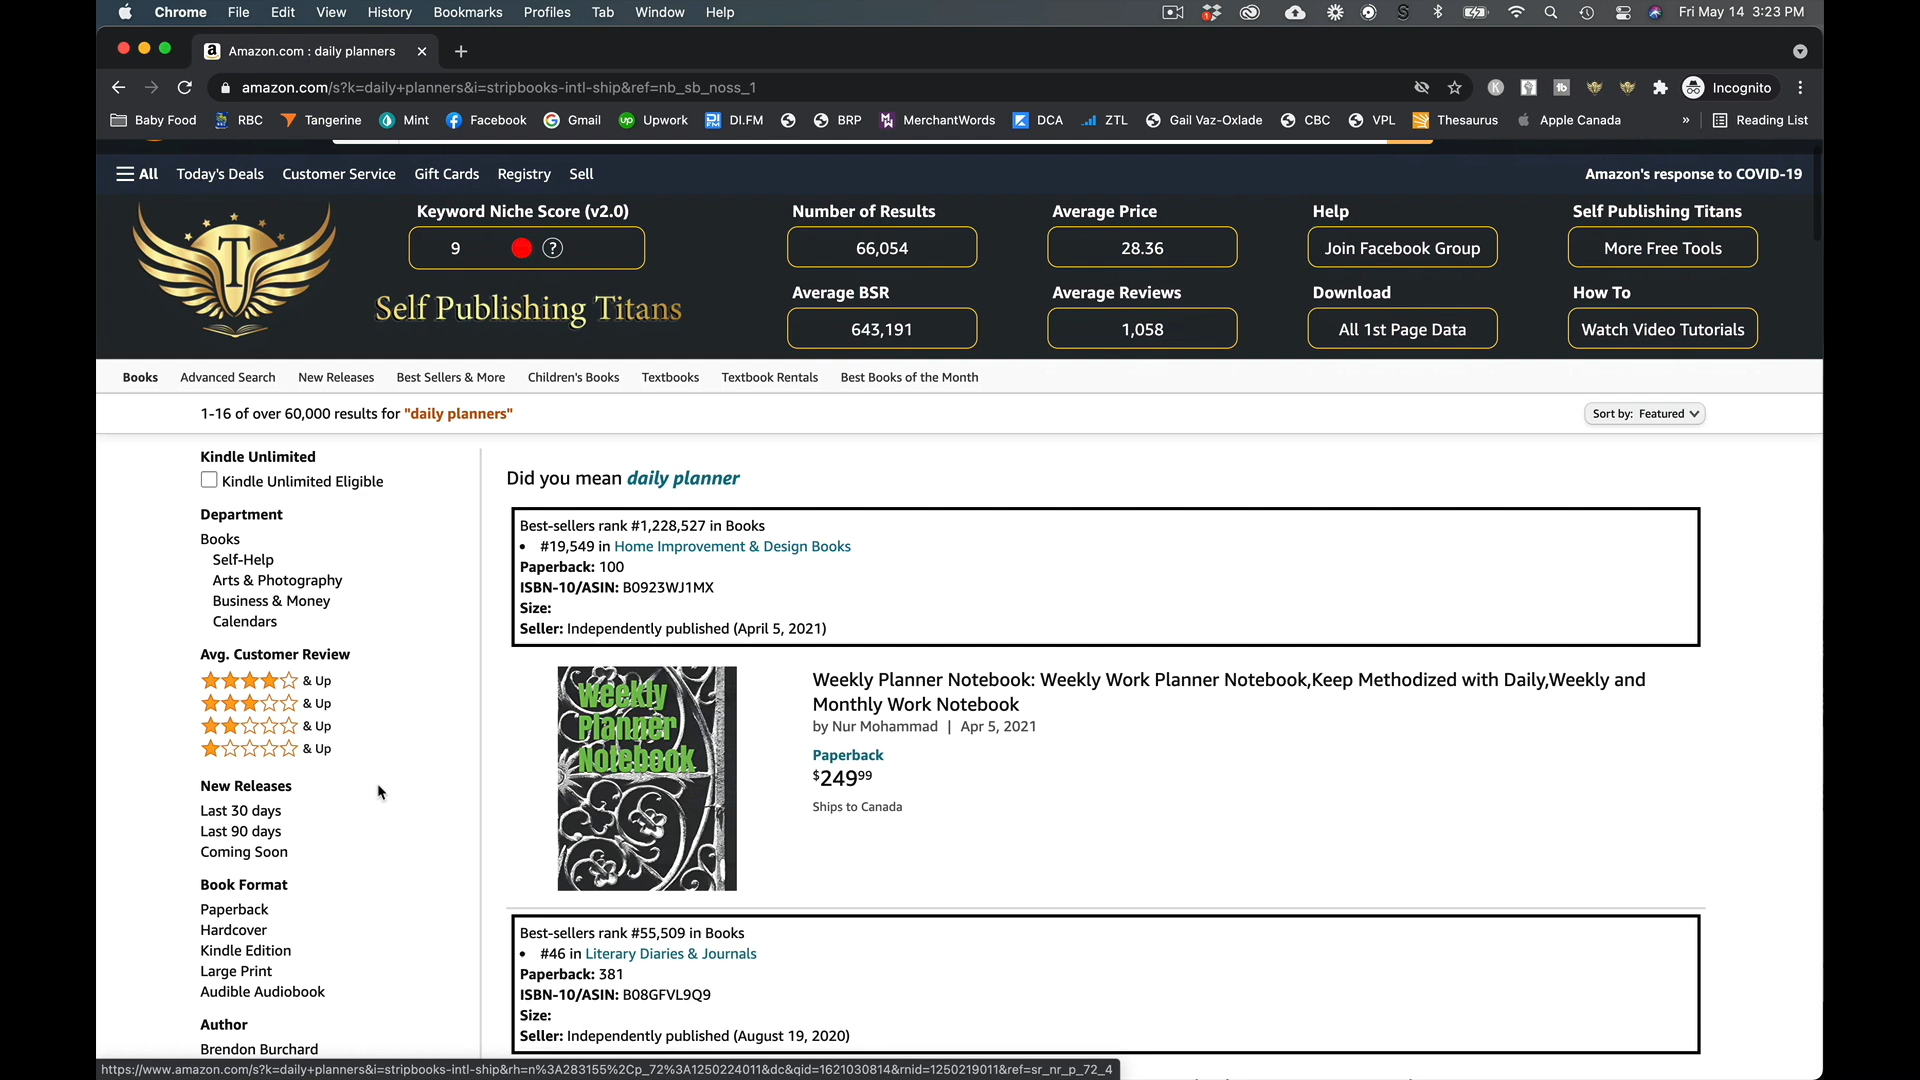 Chrome File Edit View History Bookmarks Profiles Tab Window Help
Fri May 14 3:23 PM
Amazon.com : daily planners
amazon.com/s?k=daily+planners&i=stripbooks-intl-ship&ref=nb_sb_noss_1
Incognito
Baby Food RBC Tangerine Mint Facebook Gmail Upwork DI.FM BRP MerchantWords DCA ZTL Gail Vaz-Oxlade CBC VPL Thesaurus Apple Canada » Reading List
All Today's Deals Customer Service Gift Cards Registry Sell
Amazon's response to COVID-19
Keyword Niche Score (v2.0) Number of Results Average Price Help Self Publishing Titans
9 ? 66,054 28.36 Join Facebook Group More Free Tools
T
Self Publishing Titans
Average BSR Average Reviews Download How To
643,191 1,058 All 1st Page Data Watch Video Tutorials
Books Advanced Search New Releases Best Sellers & More Children's Books Textbooks Textbook Rentals Best Books of the Month
1-16 of over 60,000 results for "daily planners"
Sort by: Featured
Kindle Unlimited
Kindle Unlimited Eligible
Department
Books
Self-Help
Arts & Photography
Business & Money
Calendars
Avg. Customer Review
& Up
& Up
& Up
& Up
New Releases
Last 30 days
Last 90 days
Coming Soon
Book Format
Paperback
Hardcover
Kindle Edition
Large Print
Audible Audiobook
Author
Brendon Burchard
Did you mean daily planner
Best-sellers rank #1,228,527 in Books
• #19,549 in Home Improvement & Design Books
Paperback: 100
ISBN-10/ASIN: B0923WJ1MX
Size:
Seller: Independently published (April 5, 2021)
Weekly
Planner
Notebook
Weekly Planner Notebook: Weekly Work Planner Notebook,Keep Methodized with Daily,Weekly and
Monthly Work Notebook
by Nur Mohammad | Apr 5, 2021
Paperback
$249.99
Ships to Canada
Best-sellers rank #55,509 in Books
• #46 in Literary Diaries & Journals
Paperback: 381
ISBN-10/ASIN: B08GFVL9Q9
Size:
Seller: Independently published (August 19, 2020)
https://www.amazon.com/s?k=daily+planners&i=stripbooks-intl-ship&rh=n%3A283155%2Cp_72%3A1250224011&dc&qid=1621030814&rnid=1250219011&ref=sr_nr_p_72_4